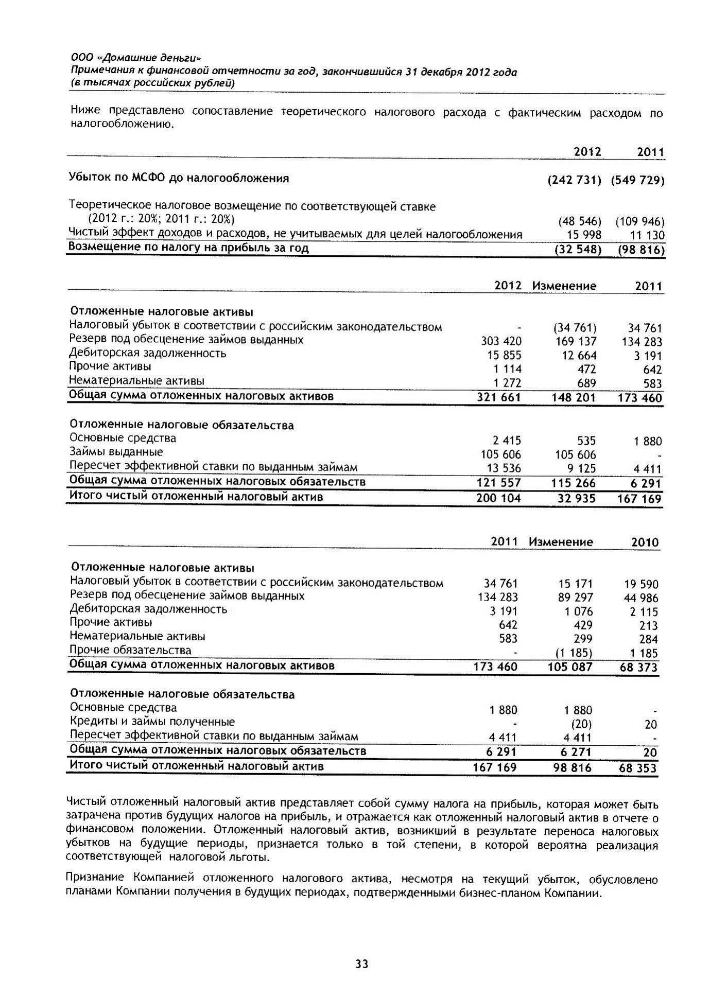 ООО «Домашние деньги»
Примечания к финансовой отчетности за год, закончившийся 31 декабря 2012 года
(в тысячах российских рублей)
Ниже представлено сопоставление теоретического налогового расхода с фактическим расходом по
налогообложению.
2012 2011
Убыток по МСФО до налогообложения (242 731) (549 729)
Теоретическое налоговое возмещение по соответствующей ставке
(2012 г.: 20%; 2011 г.: 20%) (48 546) (109 946)
Чистый эффект доходов и расходов, не учитываемых для целей налогообложения 15 998 11 130
Возмещение по налогу на прибыль за год (32 548) (98 816)
2012 Изменение 2011
Отложенные налоговые активы
Налоговый убыток в соответствии с российским законодательством - (34 761) 34 761
Резерв под обесценение займов выданных 303 420 169 137 134 283
Дебиторская задолженность 15 855 12 664 3 191
Прочие активы 1 114 472 642
Нематериальные активы 1 272 689 583
Общая сумма отложенных налоговых активов 321 661 148 201 173 460
Отложенные налоговые обязательства
Основные средства 2 415 535 1 880
Займы выданные 105 606 105 606 -
Пересчет эффективной ставки по выданным займам 13 536 9 125 4 411
Общая сумма отложенных налоговых обязательств 121 557 115 266 6 291
Итого чистый отложенный налоговый актив 200 104 32 935 167 169
2011 Изменение 2010
Отложенные налоговые активы
Налоговый убыток в соответствии с российским законодательством 34 761 15 171 19 590
Резерв под обесценение займов выданных 134 283 89 297 44 986
Дебиторская задолженность 3 191 1 076 2 115
Прочие активы 642 429 213
Нематериальные активы 583 299 284
Прочие обязательства - (1 185) 1 185
Общая сумма отложенных налоговых активов 173 460 105 087 68 373
Отложенные налоговые обязательства
Основные средства 1 880 1 880 -
Кредиты и займы полученные - (20) 20
Пересчет эффективной ставки по выданным займам 4 411 4 411 -
Общая сумма отложенных налоговых обязательств 6 291 6 271 20
Итого чистый отложенный налоговый актив 167 169 98 816 68 353
Чистый отложенный налоговый актив представляет собой сумму налога на прибыль, которая может быть
затрачена против будущих налогов на прибыль, и отражается как отложенный налоговый актив в отчете о
финансовом положении. Отложенный налоговый актив, возникший в результате переноса налоговых
убытков на будущие периоды, признается только в той степени, в которой вероятна реализация
соответствующей налоговой льготы.
Признание Компанией отложенного налогового актива, несмотря на текущий убыток, обусловлено
планами Компании получения в будущих периодах, подтвержденными бизнес-планом Компании.
33